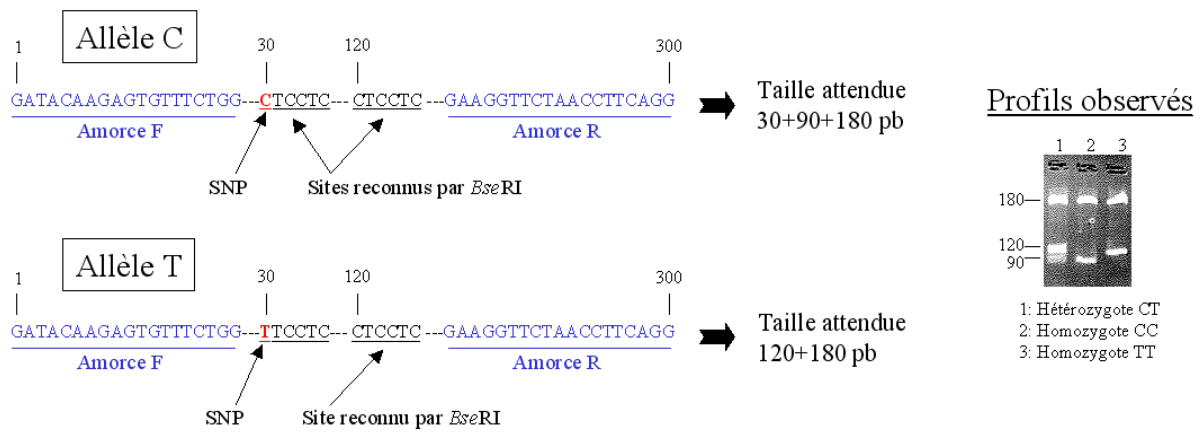 Allèle C
1 30 120 300
GATACAAGAGTGTTTCTGG---CTCCTC---CTCCTC---GAAGGTTCTAACCTTCAGG
Amorce F
Amorce R
SNP
Sites reconnus par BseRI
Taille attendue
30+90+180 pb
Allèle T
1 30 120 300
GATACAAGAGTGTTTCTGG---TTCCTC---CTCCTC---GAAGGTTCTAACCTTCAGG
Amorce F
Amorce R
SNP
Site reconnu par BseRI
Taille attendue
120+180 pb
Profils observés
1 2 3
180
120
90
1: Hétérozygote CT
2: Homozygote CC
3: Homozygote TT